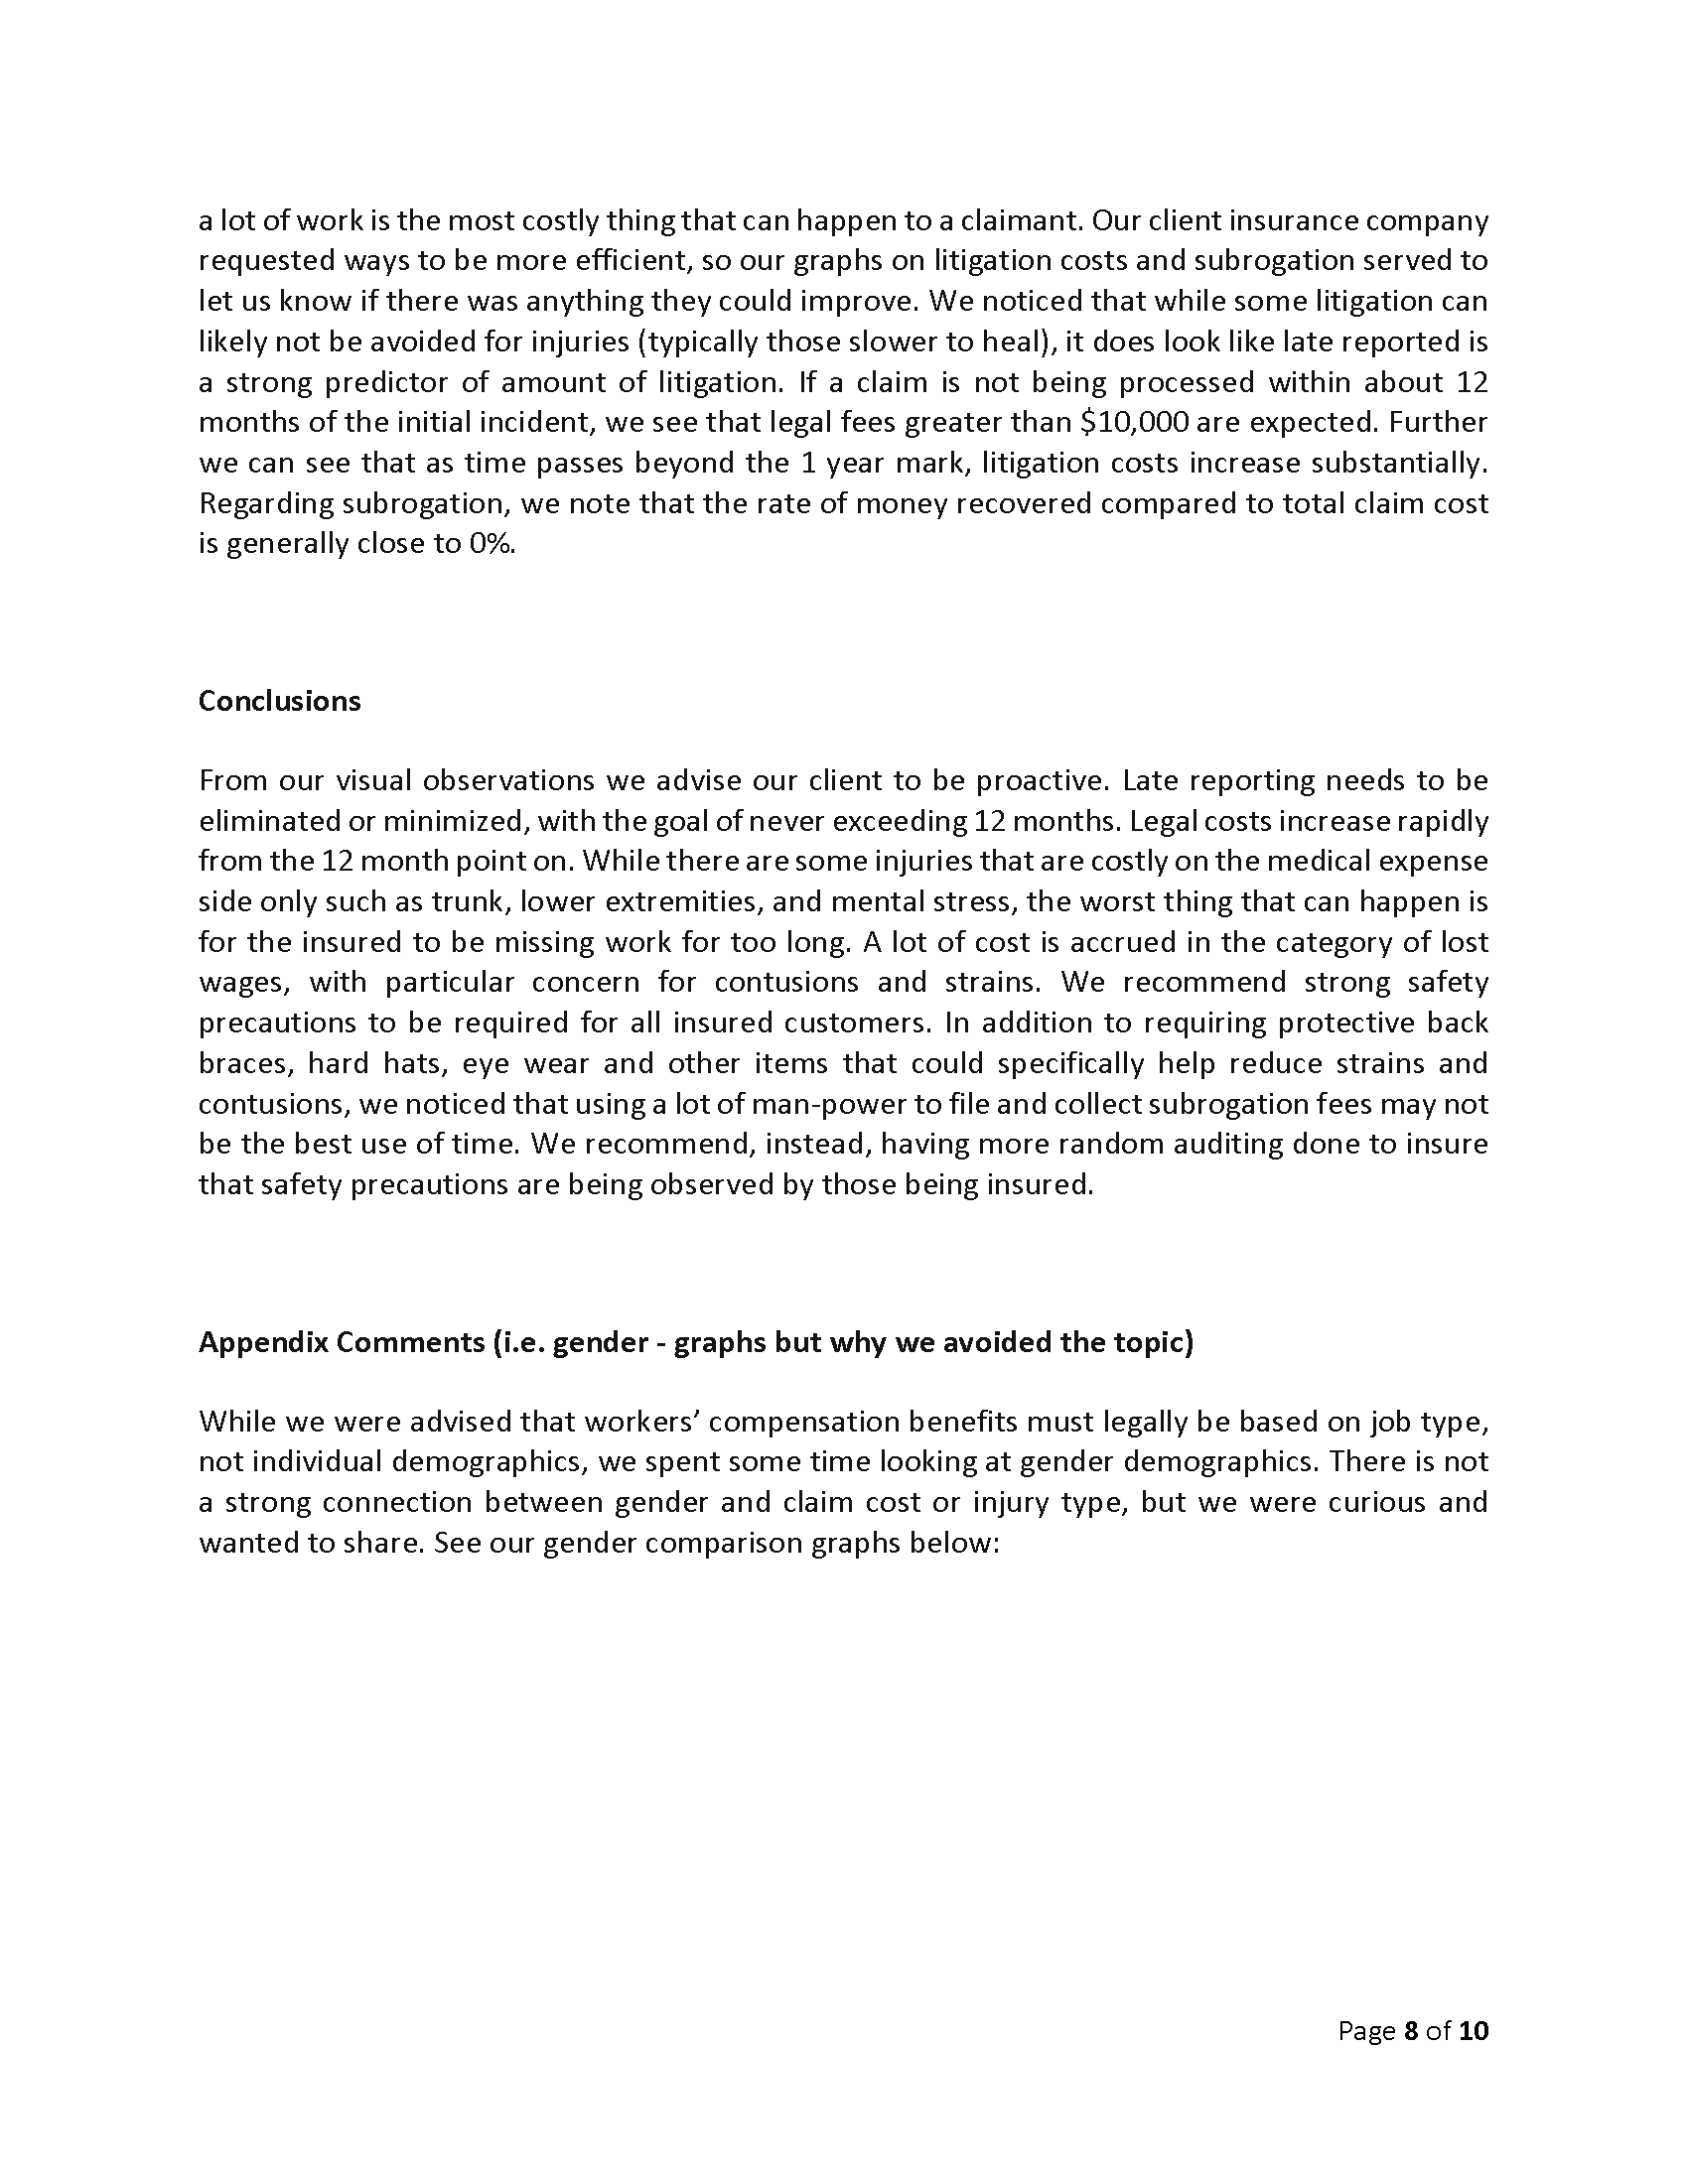 a lot of work is the most costly thing that can happen to a claimant. Our client insurance company
requested ways to be more efficient, so our graphs on litigation costs and subrogation served to
let us know if there was anything they could improve. We noticed that while some litigation can
likely not be avoided for injuries (typically those slower to heal), it does look like late reported is
a strong predictor of amount of litigation. If a claim is not being processed within about 12
months of the initial incident, we see that legal fees greater than $10,000 are expected. Further
we can see that as time passes beyond the 1 year mark, litigation costs increase substantially.
Regarding subrogation, we note that the rate of money recovered compared to total claim cost
is generally close to 0%.
Conclusions
From our visual observations we advise our client to be proactive. Late reporting needs to be
eliminated or minimized, with the goal of never exceeding 12 months. Legal costs increase rapidly
from the 12 month point on. While there are some injuries that are costly on the medical expense
side only such as trunk, lower extremities, and mental stress, the worst thing that can happen is
for the insured to be missing work for too long. A lot of cost is accrued in the category of lost
wages, with particular concern for contusions and strains. We recommend strong safety
precautions to be required for all insured customers. In addition to requiring protective back
braces, hard hats, eye wear and other items that could specifically help reduce strains and
contusions, we noticed that using a lot of man-power to file and collect subrogation fees may not
be the best use of time. We recommend, instead, having more random auditing done to insure
that safety precautions are being observed by those being insured.
Appendix Comments (i.e. gender - graphs but why we avoided the topic)
While we were advised that workers’ compensation benefits must legally be based on job type,
not individual demographics, we spent some time looking at gender demographics. There is not
a strong connection between gender and claim cost or injury type, but we were curious and
wanted to share. See our gender comparison graphs below:
Page 8 of 10